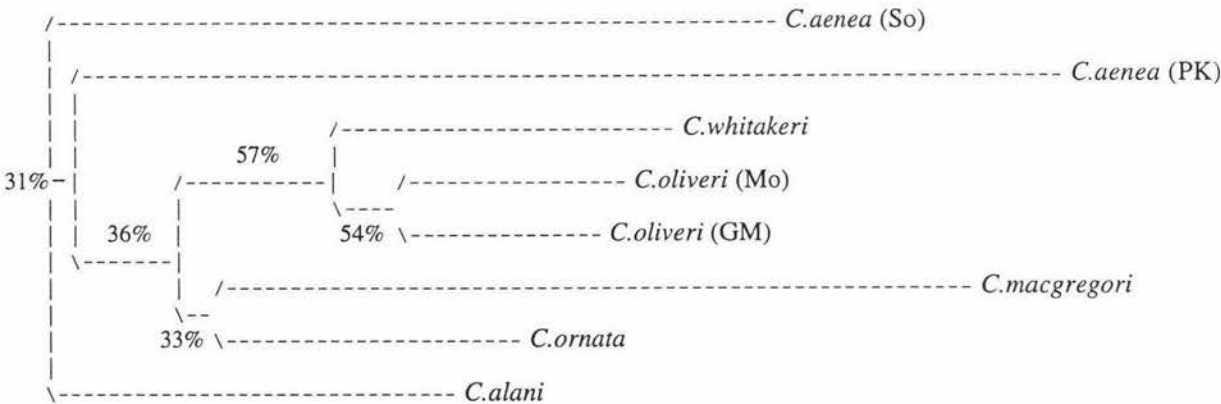 C.aenea (So)
C.aenea (PK)
C.whitakeri
57%
31%
C.oliveri (Mo)
36%
54%
C.oliveri (GM)
C.macgregori
33%
C.ornata
C.alani